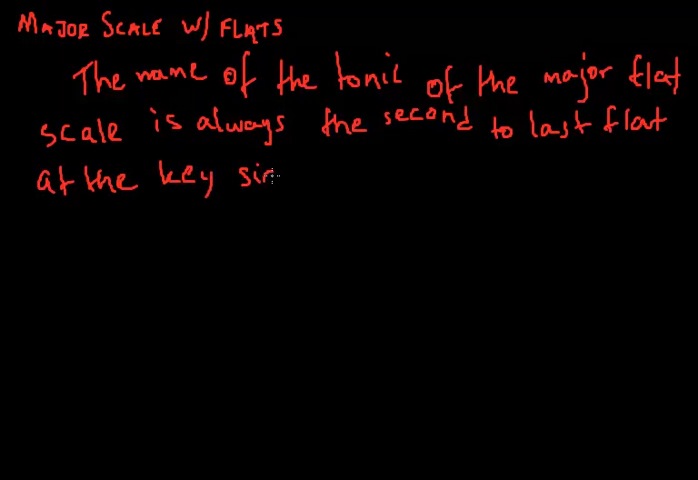 MAJOR SCALE W/ FLATS
The name of the tonic of the major flat
scale is always the second to last flat
at the key sin